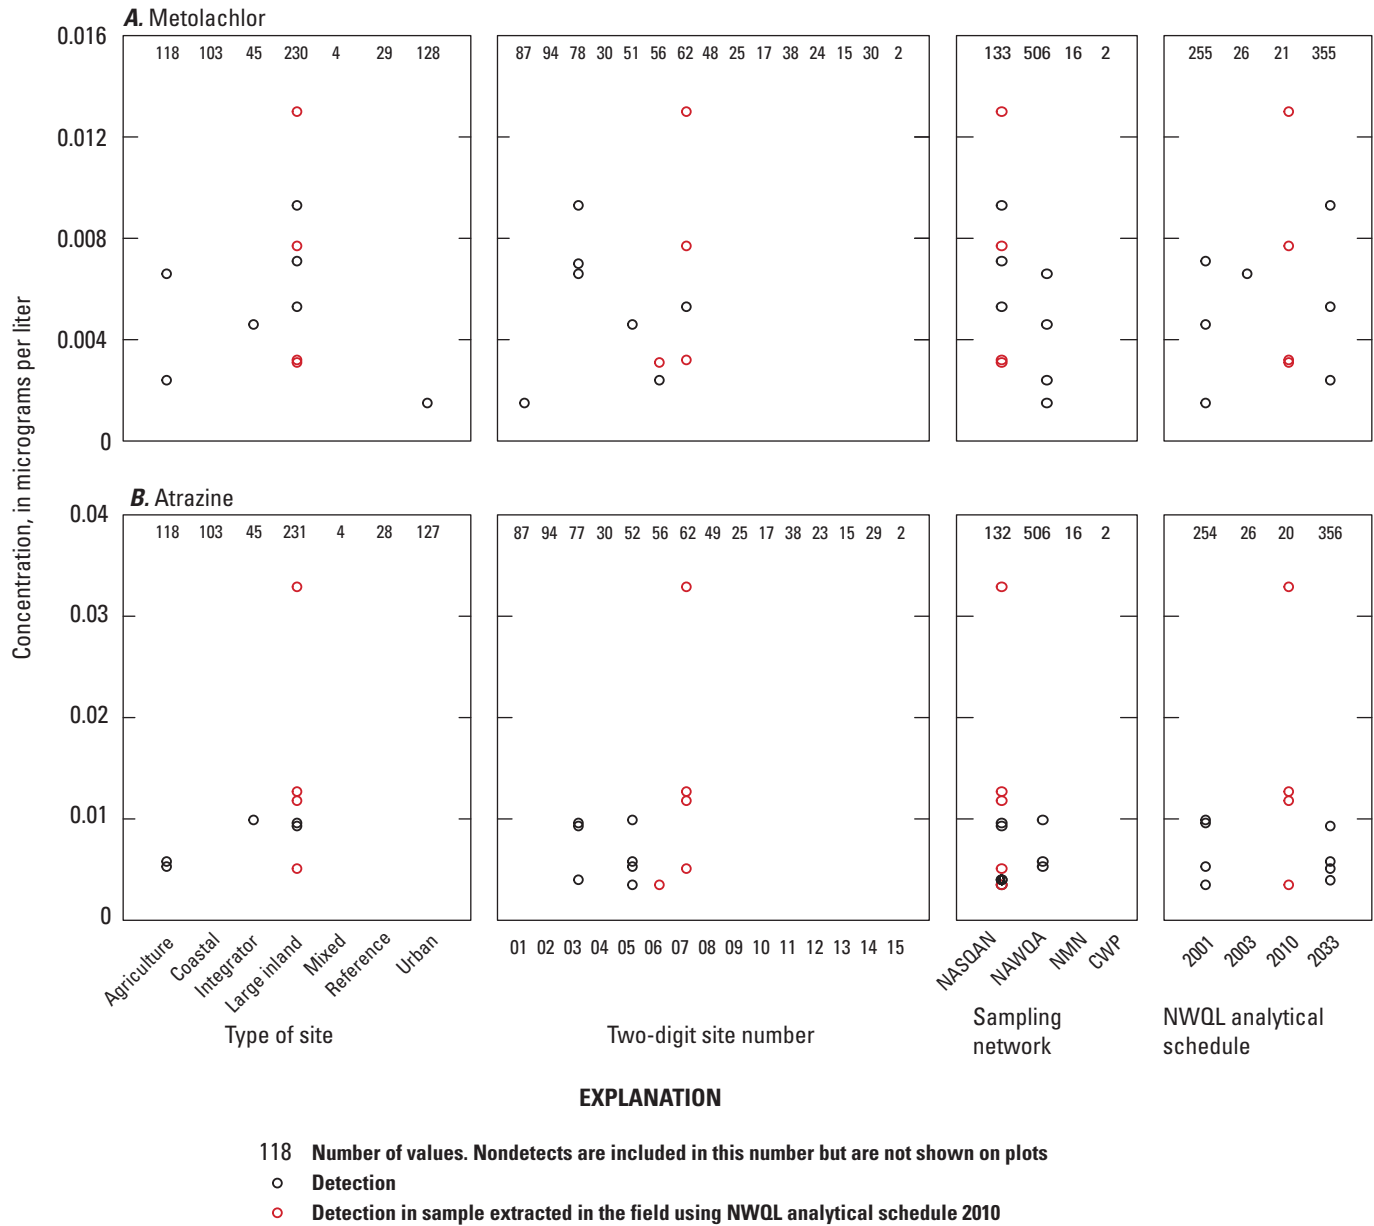 A. Metolachlor
0.016
118 103 45 230 4 29 128
87 94 78 30 51 56 62 48 25 17 38 24 15 30 2
133 506 16 2
255 26 21 355
0.012
0.008
0.004
0
Concentration, in micrograms per liter
B. Atrazine
0.04
118 103 45 231 4 28 127
87 94 77 30 52 56 62 49 25 17 38 23 15 29 2
132 506 16 2
254 26 20 356
0.03
0.02
0.01
0
Agriculture Coastal Integrator Large inland Mixed Reference Urban
01 02 03 04 05 06 07 08 09 10 11 12 13 14 15
NASQAN NAWQA NMN CWP
2001 2003 2010 2033
Type of site
Two-digit site number
Sampling
network
NWQL analytical
schedule
EXPLANATION
118 Number of values. Nondetects are included in this number but are not shown on plots
Detection
Detection in sample extracted in the field using NWQL analytical schedule 2010